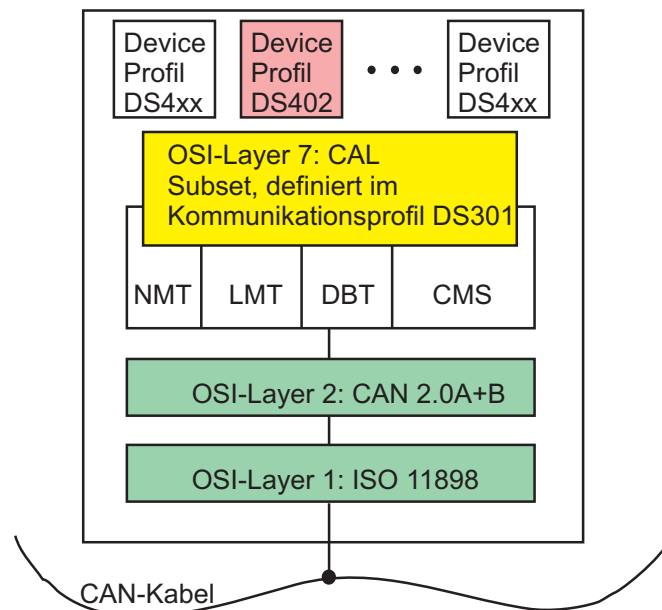 Device
Profil
DS4xx
Device
Profil
DS402
Device
Profil
DS4xx
OSI-Layer 7: CAL
Subset, definiert im
Kommunikationsprofil DS301
NMT
LMT
DBT
CMS
OSI-Layer 2: CAN 2.0A+B
OSI-Layer 1: ISO 11898
CAN-Kabel